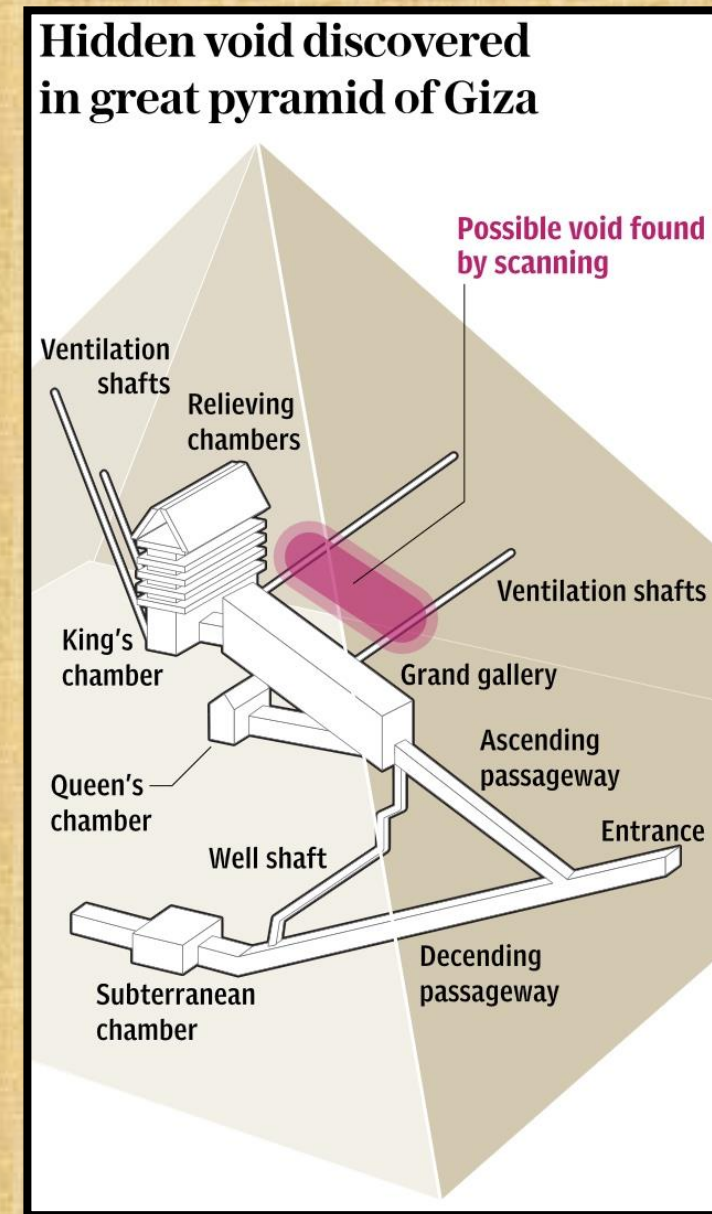 Hidden void discovered
in great pyramid of Giza
Possible void found
by scanning
Ventilation
shafts
Relieving
chambers
Ventilation shafts
King's
chamber
Grand gallery
Ascending
passageway
Queen's
chamber
Entrance
Well shaft
Decending
passageway
Subterranean
chamber